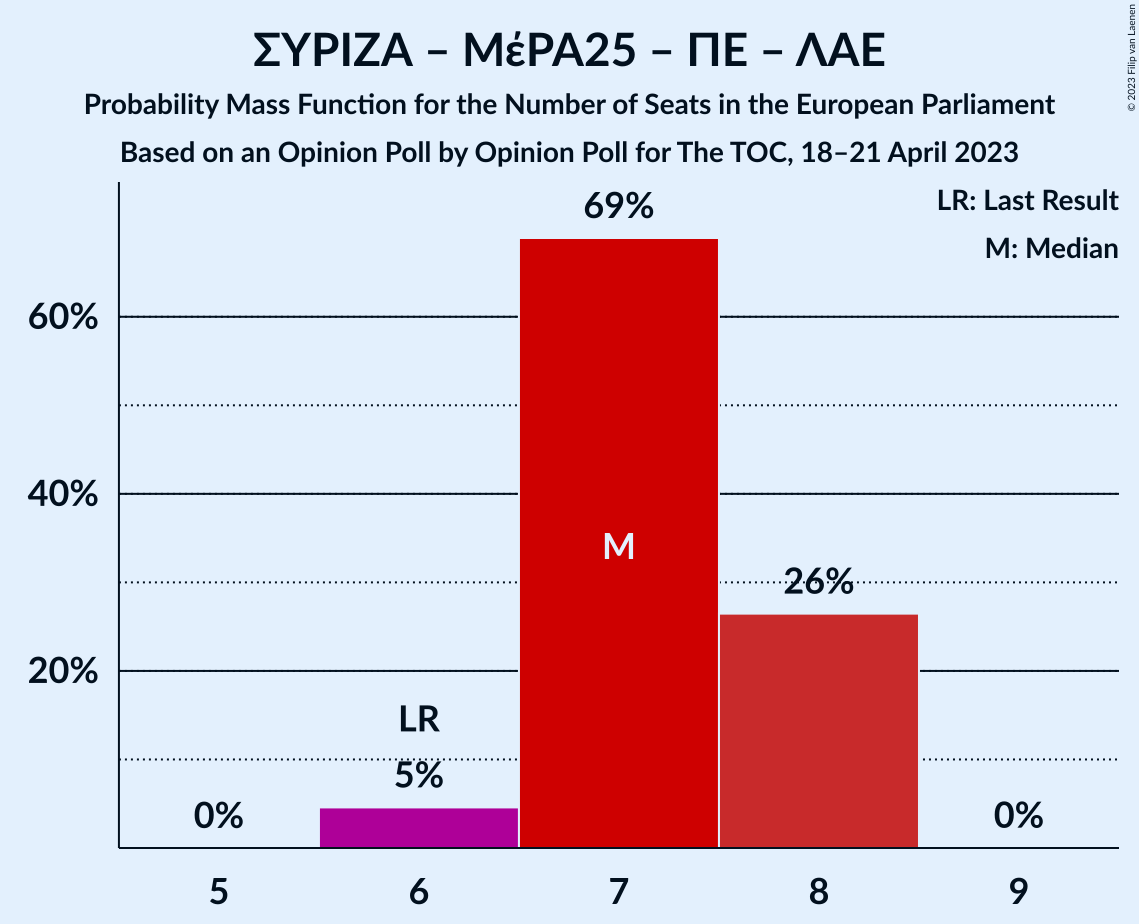 ΣΥΡΙΖΑ – ΜέΡΑ25 – ΠΕ – ΛΑΕ
Probability Mass Function for the Number of Seats in the European Parliament
Based on an Opinion Poll by Opinion Poll for The TOC, 18–21 April 2023
© 2023 Filip van Laenen
LR: Last Result
M: Median
69%
60%
40%
M
26%
20%
LR
5%
0%
0%
5 6 7 8 9